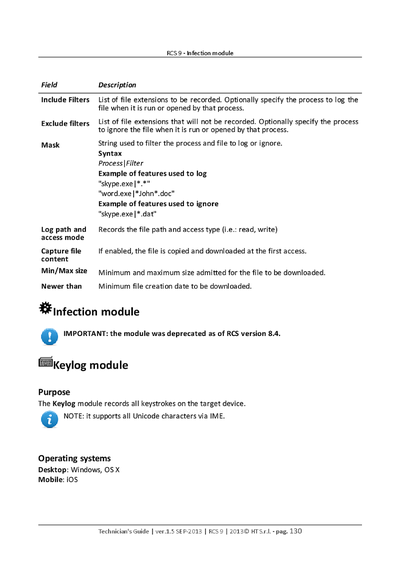 RCS 9 - Infection module
Field Description
Include Filters List of file extensions to be recorded. Optionally specify the process to log the
file when it is run or opened by that process.
Exclude filters List of file extensions that will not be recorded. Optionally specify the process
to ignore the file when it is run or opened by that process.
Mask String used to filter the process and file to log or ignore.
Syntax
Process|Filter
Example of features used to log
"skype.exe|*.*"
"word.exe|*John*.doc"
Example of features used to ignore
"skype.exe|*.dat"
Log path and
access mode
Records the file path and access type (i.e.: read, write)
Capture file
content
If enabled, the file is copied and downloaded at the first access.
Min/Max size Minimum and maximum size admitted for the file to be downloaded.
Newer than Minimum file creation date to be downloaded.
Infection module
IMPORTANT: the module was deprecated as of RCS version 8.4.
Keylog module
Purpose
The Keylog module records all keystrokes on the target device.
NOTE: it supports all Unicode characters via IME.
Operating systems
Desktop: Windows, OS X
Mobile: iOS
Technician's Guide | ver.1.5 SEP-2013 | RCS 9 | 2013© HT S.r.l. - pag. 130